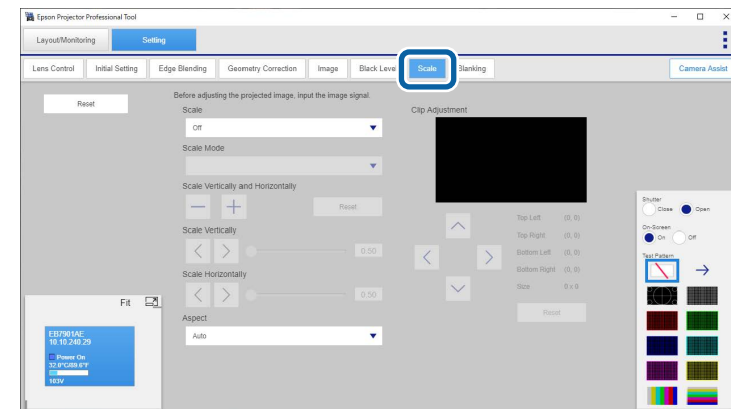 Epson Projector Professional Tool
Layout/Monitoring Setting
Lens Control Initial Setting Edge Blending Geometry Correction Image Black Leve Scale Blanking Camera Assist
Reset
Before adjusting the projected image, input the image signal.
Scale
Off
Scale Mode
Scale Vertically and Horizontally
Reset
Scale Vertically
0.50
Scale Horizontally
0.50
Aspect
Auto
Clip Adjustment
Top Left (0, 0)
Top Right (0, 0)
Bottom Left (0, 0)
Bottom Right (0, 0)
Size 0 x 0
Reset
Shutter
Close Open
On-Screen
On Off
Test Pattern
Fit
EB7901AE
10.10.240.29
Power On
32.0°C/89.6°F
103V